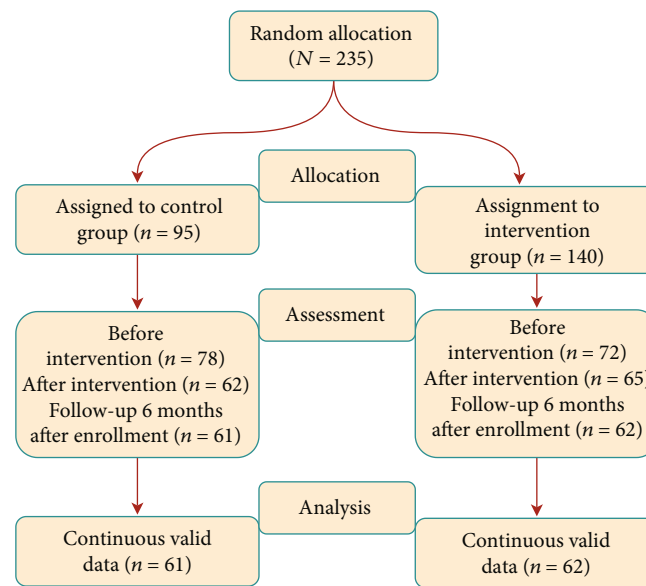 Random allocation
(N = 235)
Allocation
Assigned to control
group (n = 95)
Assignment to
intervention
group (n = 140)
Assessment
Before
intervention (n = 78)
After intervention (n = 62)
Follow-up 6 months
after enrollment (n = 61)
Before
intervention (n = 72)
After intervention (n = 65)
Follow-up 6 months
after enrollment (n = 62)
Analysis
Continuous valid
data (n = 61)
Continuous valid
data (n = 62)